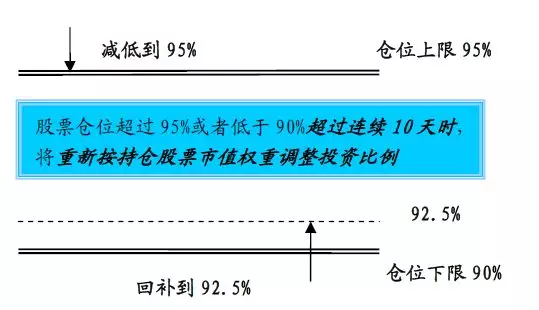 减低到 95%
仓位上限 95%
股票仓位超过 95%或者低于 90%超过连续 10 天时，
将重新按持仓股票市值权重调整投资比例
92.5%
仓位下限 90%
回补到 92.5%